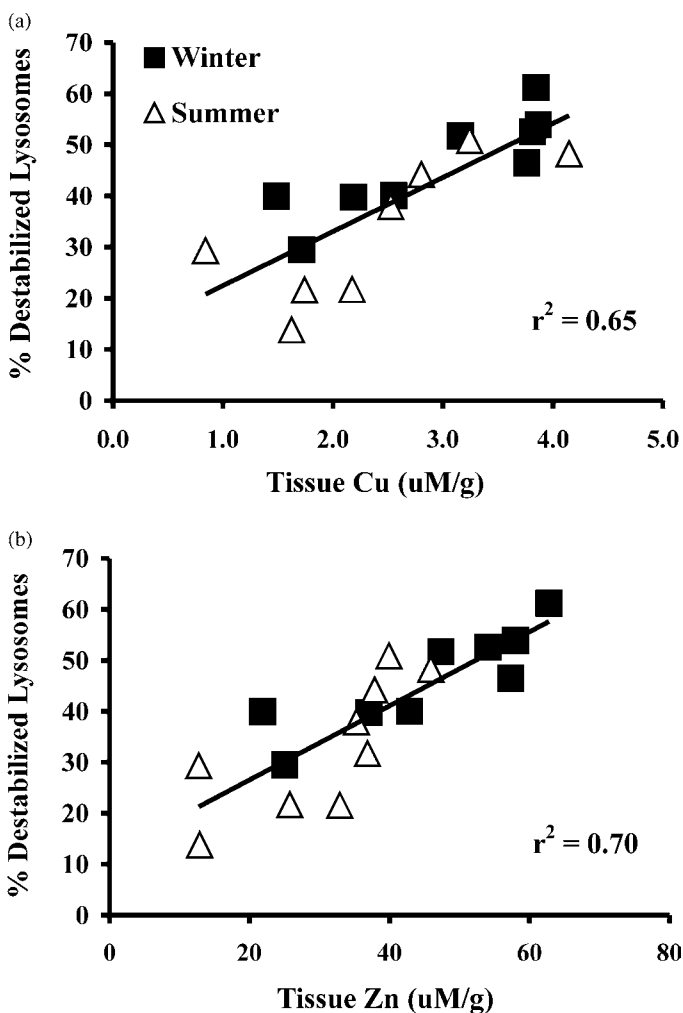 (a)
70
60
50
40
30
20
10
0
% Destabilized Lysosomes
Winter
Summer
r² = 0.65
0.0 1.0 2.0 3.0 4.0 5.0
Tissue Cu (uM/g)
(b)
70
60
50
40
30
20
10
0
% Destabilized Lysosomes
r² = 0.70
0 20 40 60 80
Tissue Zn (uM/g)